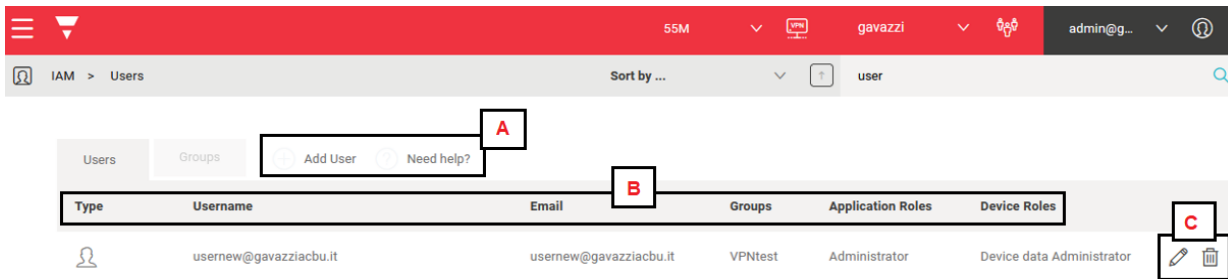 55M VPN gavazzi admin@g...
IAM > Users Sort by ... user
A
Users Groups Add User ? Need help?
B
Type Username Email Groups Application Roles Device Roles
C
usernew@gavazziacbu.it usernew@gavazziacbu.it VPNtest Administrator Device data Administrator